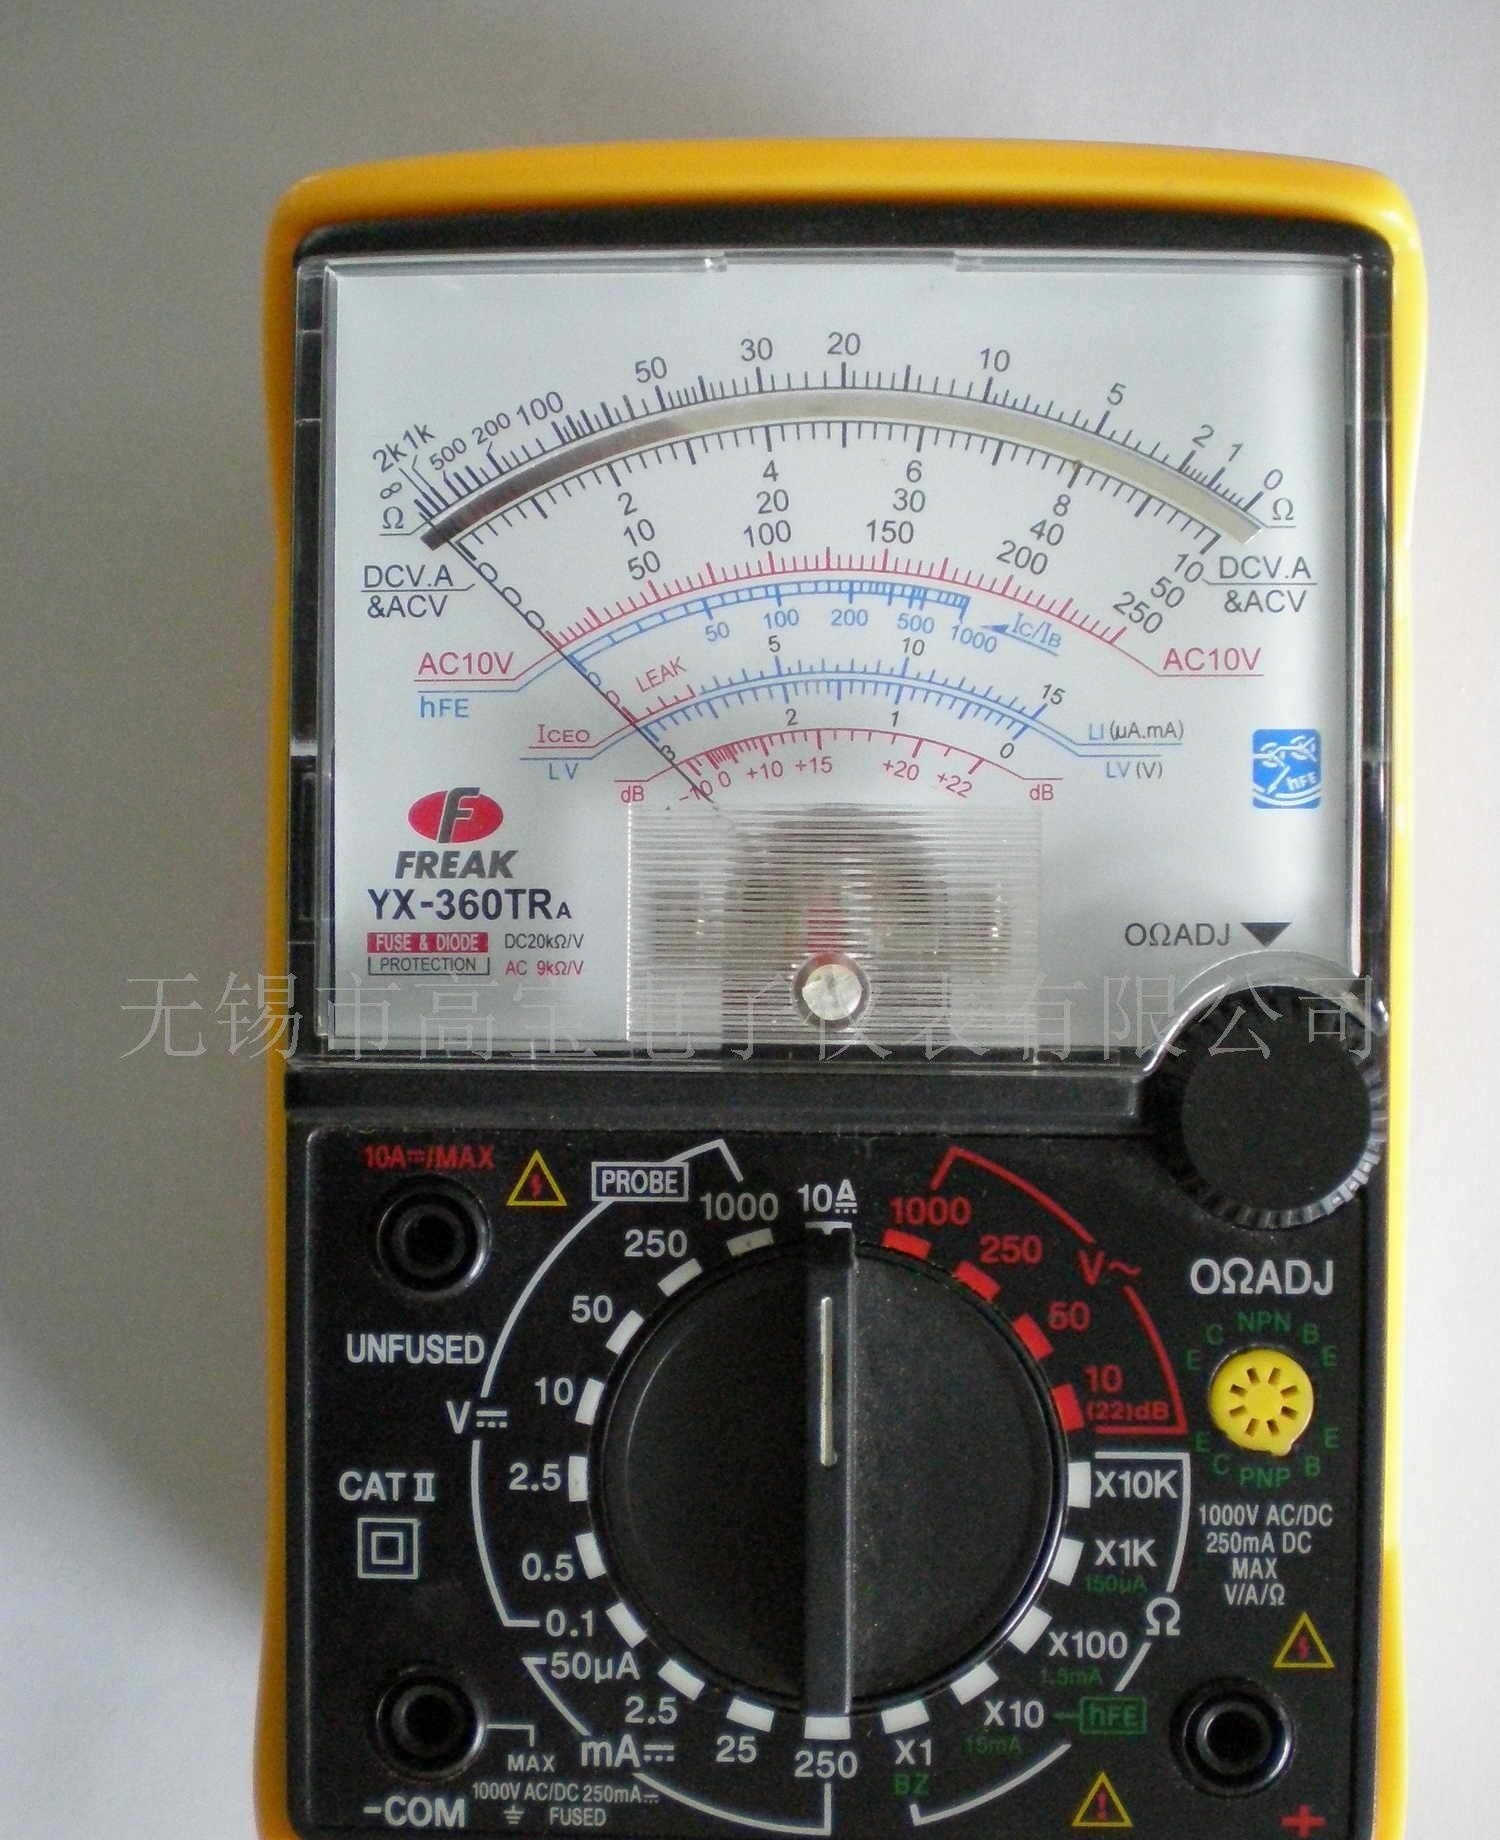 20
30
10
50
5
100
2
200
1
500
1k
0
2k
∞
Ω
Ω
4
6
2
8
20
30
10
40
10
100
150
50
200
50
250
0
0
0
DCV.A
&ACV
DCV.A
&ACV
AC10V
AC10V
hFE
50
100
200
500
1000
IC/IB
0
0
LEAK
5
10
15
ICEO
LI (μA.mA)
LV
LV (V)
3
2
1
0
dB
-10 0 +10 +15 +20 +22
dB
hFE
F
FREAK
YX-360TRA
FUSE & DIODE
PROTECTION
DC20kΩ/V
AC 9kΩ/V
OΩADJ
无锡市高宝电子仪表有限公司
10A⎓/MAX
PROBE
1000
10A
1000
250
250
V~
50
50
10
10
(22)dB
V⎓
2.5
X10K
0.5
X1K
150μA
0.1
X100
1.5mA
Ω
50μA
X10
hFE
15mA
2.5
mA⎓
25
250
X1
BZ
UNFUSED
CAT II
OΩADJ
NPN
C B
E E
E E
C B
PNP
1000V AC/DC
250mA DC
MAX
V/A/Ω
MAX
1000V AC/DC 250mA⎓
FUSED
-COM
+